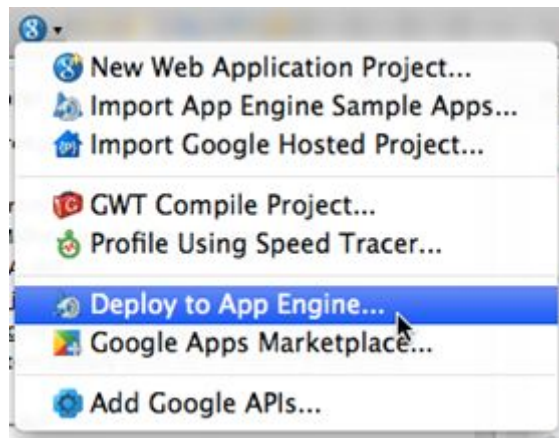 New Web Application Project...
Import App Engine Sample Apps...
Import Google Hosted Project...
GWT Compile Project...
Profile Using Speed Tracer...
Deploy to App Engine...
Google Apps Marketplace...
Add Google APIs...